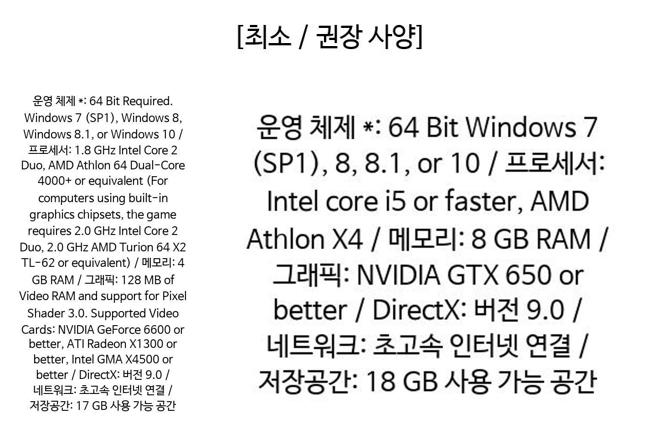 [최소 / 권장 사양]
운영 체제 *: 64 Bit Required.
Windows 7 (SP1), Windows 8,
Windows 8.1, or Windows 10 /
프로세서: 1.8 GHz Intel Core 2
Duo, AMD Athlon 64 Dual-Core
4000+ or equivalent (For
computers using built-in
graphics chipsets, the game
requires 2.0 GHz Intel Core 2
Duo, 2.0 GHz AMD Turion 64 X2
TL-62 or equivalent) / 메모리: 4
GB RAM / 그래픽: 128 MB of
Video RAM and support for Pixel
Shader 3.0. Supported Video
Cards: NVIDIA GeForce 6600 or
better, ATI Radeon X1300 or
better, Intel GMA X4500 or
better / DirectX: 버전 9.0 /
네트워크: 초고속 인터넷 연결 /
저장공간: 17 GB 사용 가능 공간
운영 체제 *: 64 Bit Windows 7
(SP1), 8, 8.1, or 10 / 프로세서:
Intel core i5 or faster, AMD
Athlon X4 / 메모리: 8 GB RAM /
그래픽: NVIDIA GTX 650 or
better / DirectX: 버전 9.0 /
네트워크: 초고속 인터넷 연결 /
저장공간: 18 GB 사용 가능 공간